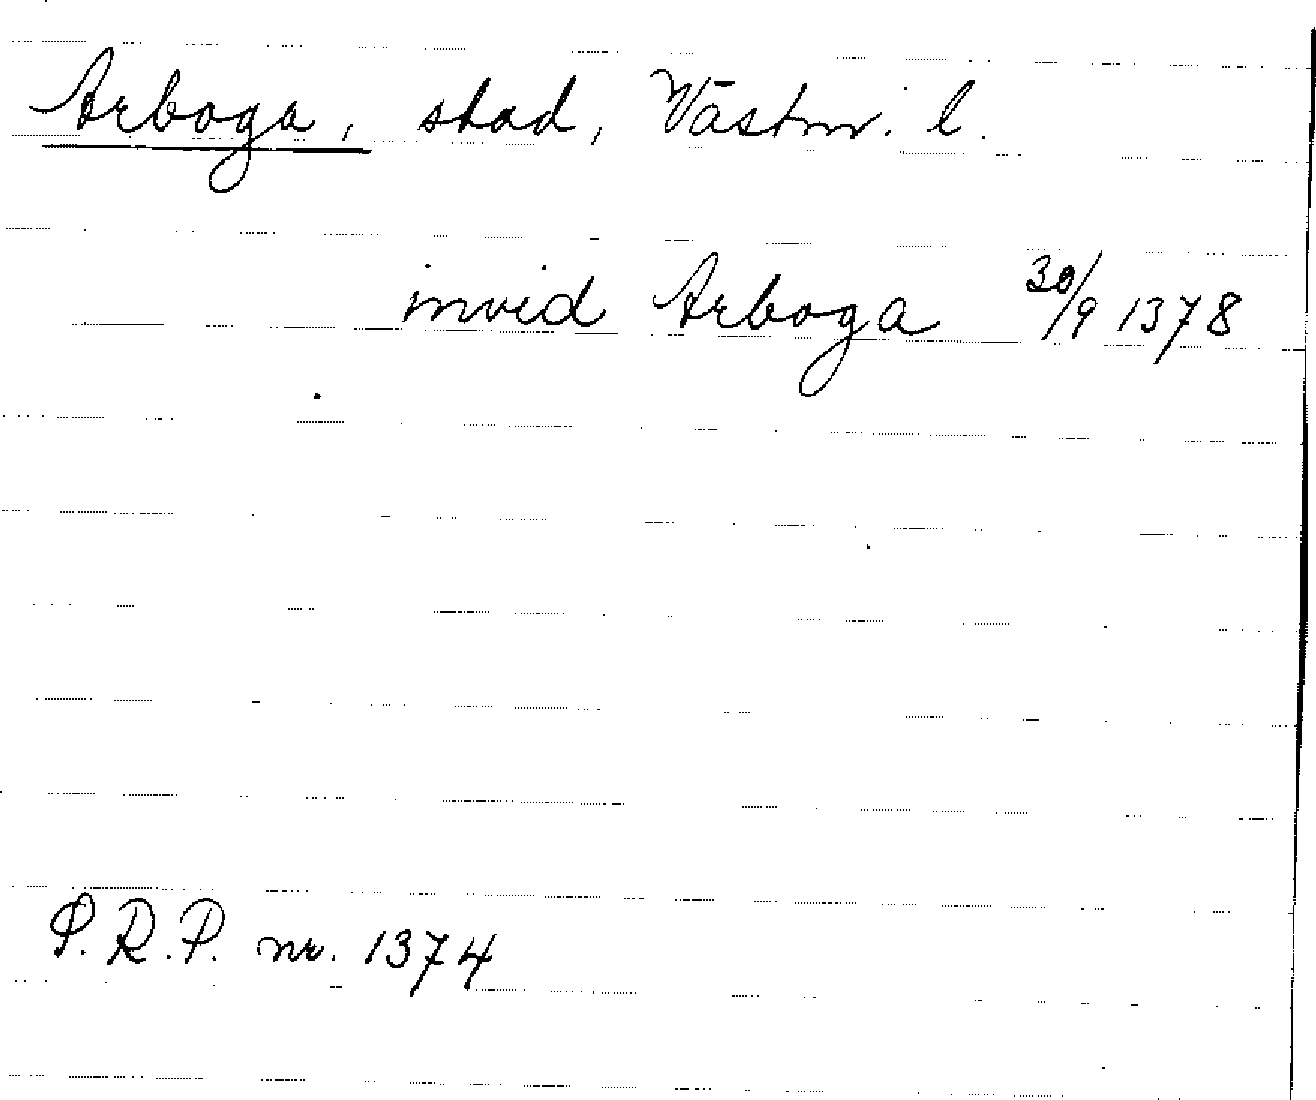 Arboga, stad, Västm. l.
invid Arboga 30/9 1378
P.R.P. nr. 1374